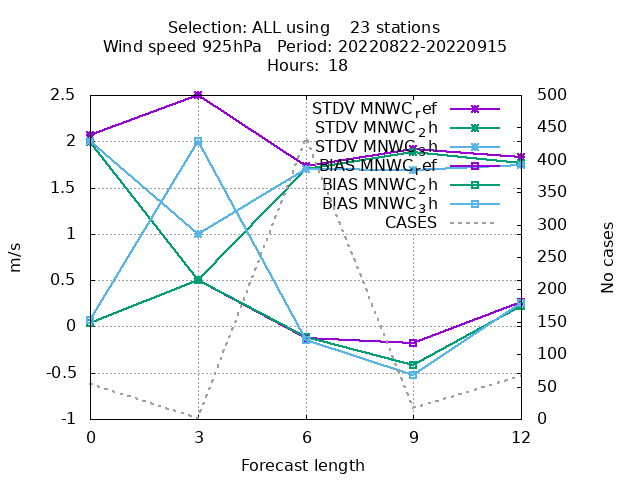 Selection: ALL using    23 stations
Wind speed 925hPa   Period: 20220822-20220915
Hours:  18
2.5
2
1.5
1
0.5
0
-0.5
-1
m/s
500
450
400
350
300
250
200
150
100
50
0
No cases
STDV MNWC_ref
STDV MNWC_2h
STDV MNWC_3h
BIAS MNWC_ref
BIAS MNWC_2h
BIAS MNWC_3h
CASES
0 3 6 9 12
Forecast length